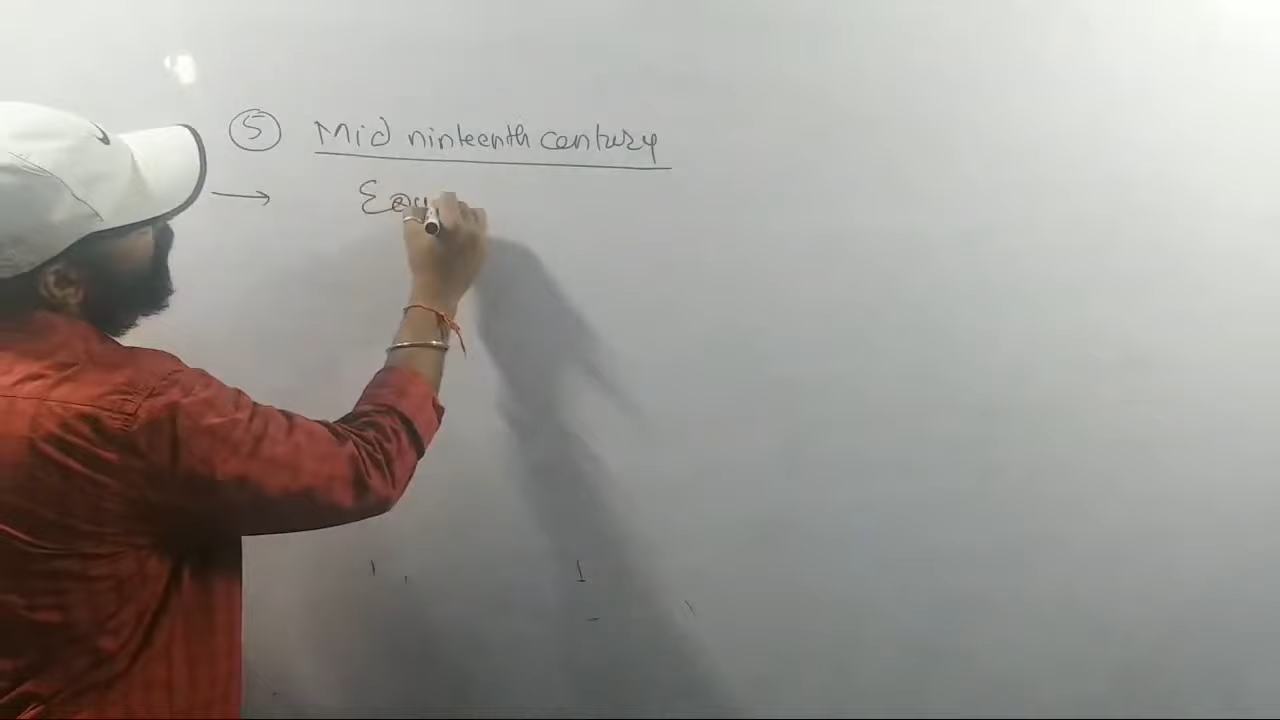 ⑤ Mid ninteenth century
→